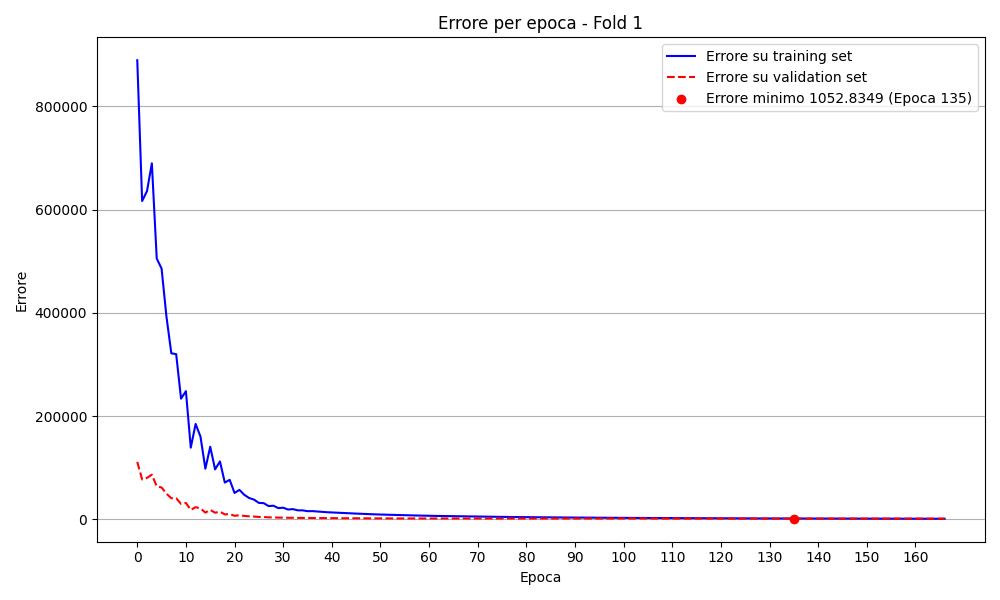 Errore per epoca - Fold 1
Errore su training set
Errore su validation set
Errore minimo 1052.8349 (Epoca 135)
Errore
800000
600000
400000
200000
0
0 10 20 30 40 50 60 70 80 90 100 110 120 130 140 150 160
Epoca